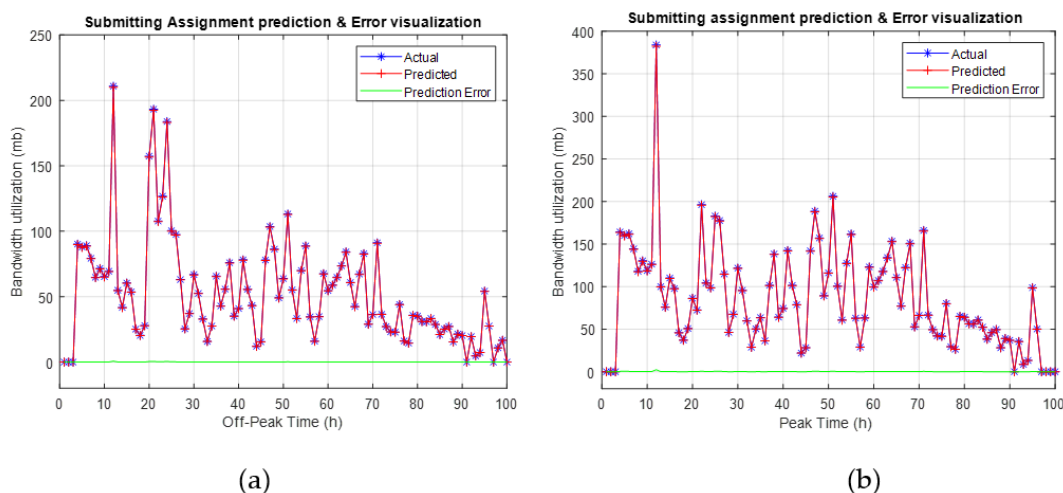 Submitting Assignment prediction & Error visualization
250
200
150
100
50
0
Bandwidth utilization (mb)
Actual
Predicted
Prediction Error
0 10 20 30 40 50 60 70 80 90 100
Off-Peak Time (h)
(a)
Submitting assignment prediction & Error visualization
400
350
300
250
200
150
100
50
0
Bandwidth utilization (mb)
Actual
Predicted
Prediction Error
0 10 20 30 40 50 60 70 80 90 100
Peak Time (h)
(b)